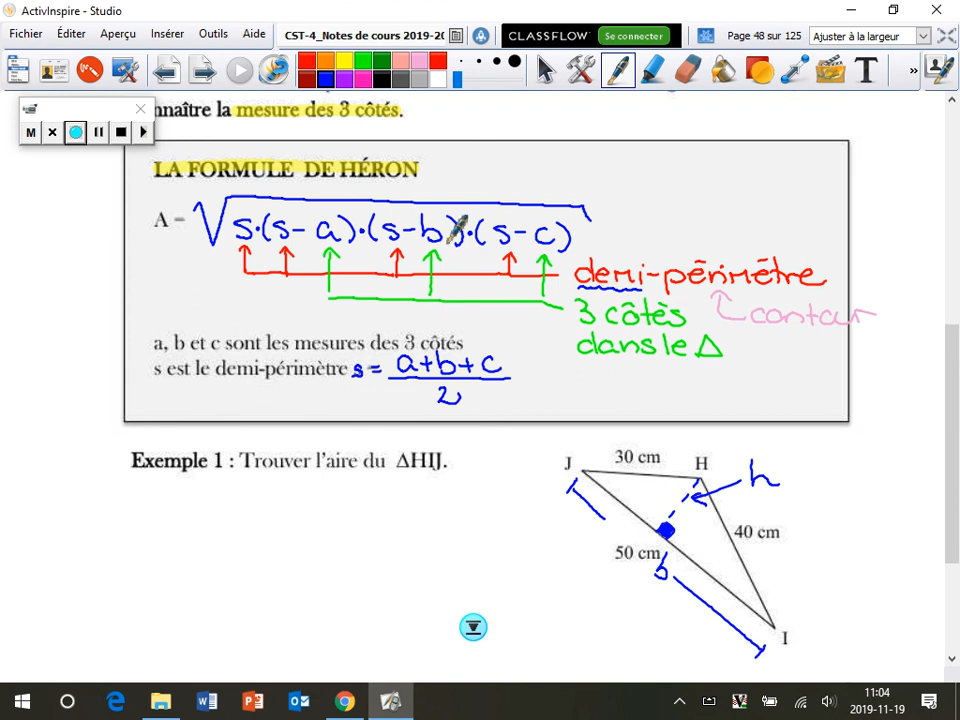 ActivInspire - Studio
Fichier Éditer Aperçu Insérer Outils Aide CST-4_Notes de cours 2019-20 CLASSFLOW Se connecter Page 48 sur 125 Ajuster à la largeur
T »
nnaître la mesure des 3 côtés.
M
LA FORMULE DE HÉRON
A = √s·(s-a)·(s-b)·(s-c)
demi-périmètre
3 côtés contour
dans le Δ
a, b et c sont les mesures des 3 côtés
s est le demi-périmètre s = a+b+c
2
Exemple 1 : Trouver l'aire du ΔHIJ.
J 30 cm H
h
40 cm
50 cm
b
I
11:04
2019-11-19